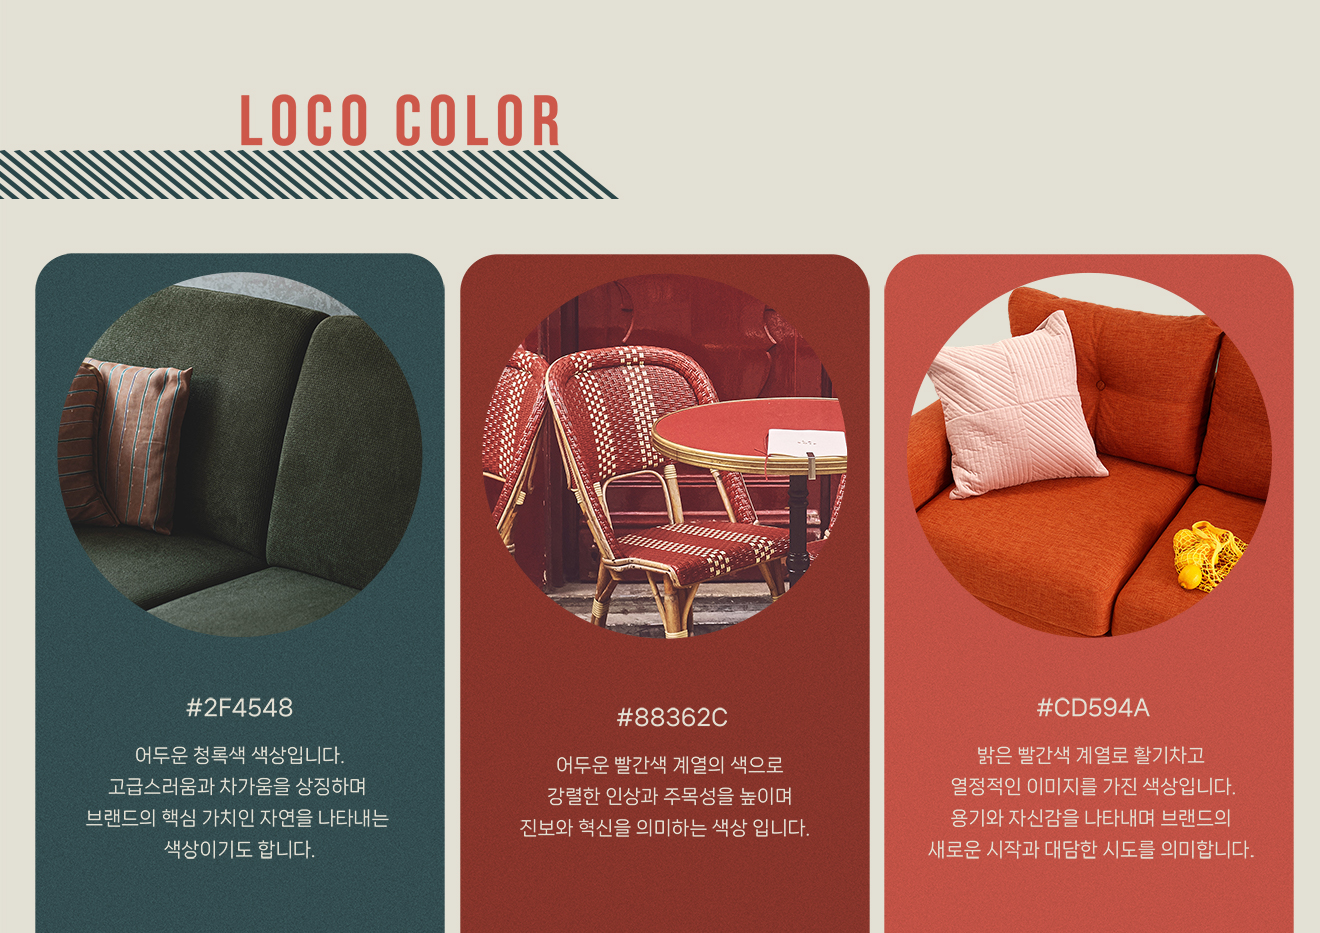 LOCO COLOR
#2F4548
어두운 청록색 색상입니다.
고급스러움과 차가움을 상징하며
브랜드의 핵심 가치인 자연을 나타내는
색상이기도 합니다.
#88362C
어두운 빨간색 계열의 색으로
강렬한 인상과 주목성을 높이며
진보와 혁신을 의미하는 색상 입니다.
#CD594A
밝은 빨간색 계열로 활기차고
열정적인 이미지를 가진 색상입니다.
용기와 자신감을 나타내며 브랜드의
새로운 시작과 대담한 시도를 의미합니다.